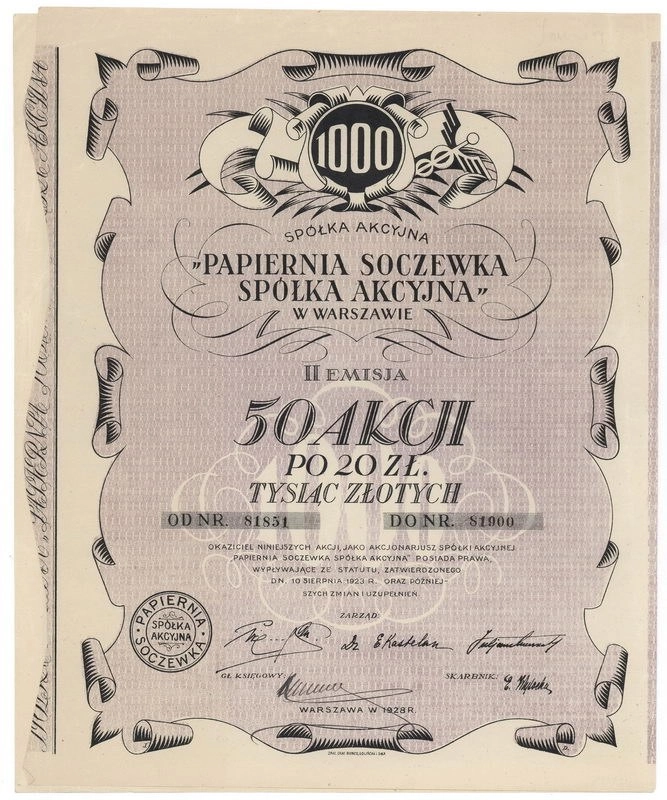 1000
SPÓŁKA AKCYJNA
„PAPIERNIA SOCZEWKA
SPÓŁKA AKCYJNA”
W WARSZAWIE
II EMISJA
50 AKCJI
PO 20 ZŁ.
TYSIĄC ZŁOTYCH
OD NR. 81851 DO NR. 81900
OKAZICIEL NINIEJSZYCH AKCJI, JAKO AKCJONARJUSZ SPÓŁKI AKCYJNEJ
„PAPIERNIA SOCZEWKA SPÓŁKA AKCYJNA” POSIADA PRAWA,
WYPŁYWAJĄCE ZE STATUTU, ZATWIERDZONEGO
DN. 10 SIERPNIA 1923 R. ORAZ PÓŹNIEJ-
SZYCH ZMIAN I UZUPEŁNIEŃ.
ZARZĄD:
PAPIERNIA
SPÓŁKA
AKCYJNA
SOCZEWKA
Dr E Kastelan
GŁ. KSIĘGOWY:
SKARBNIK:
WARSZAWA W 1928 R.